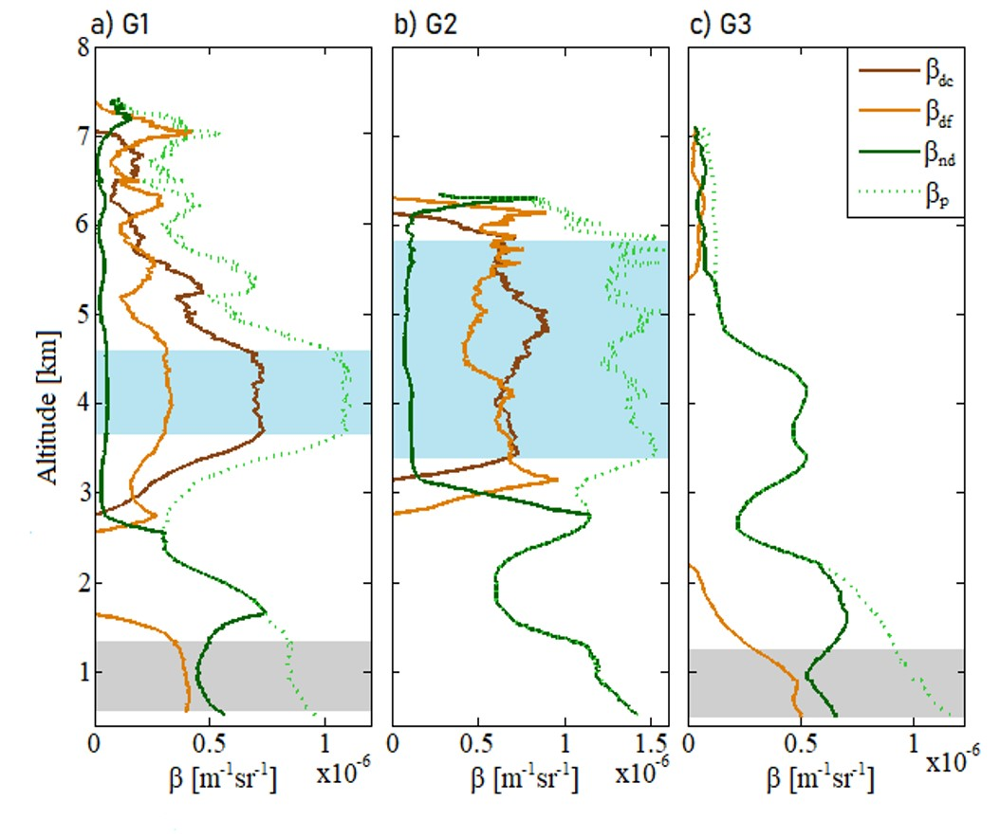 a) G1
b) G2
c) G3
β_dc
β_df
β_nd
β_p
Altitude [km]
8
7
6
5
4
3
2
1
0 0.5 1
x10^-6
β [m^-1sr^-1]
0 0.5 1 1.5
x10^-6
β [m^-1sr^-1]
0 0.5 1
x10^-6
β [m^-1sr^-1]